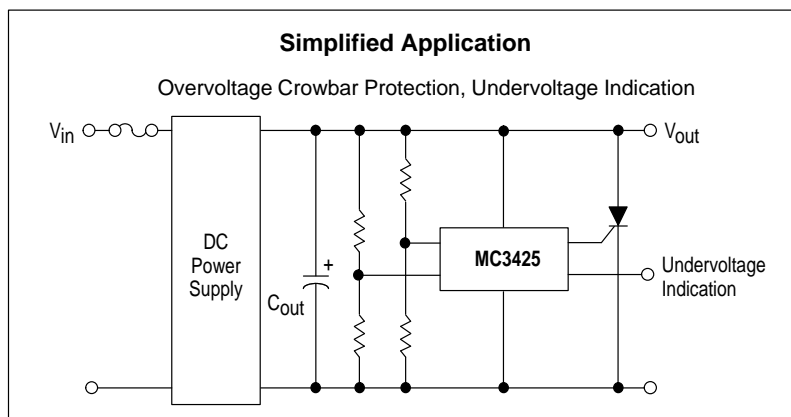 Simplified Application
Overvoltage Crowbar Protection, Undervoltage Indication
Vin
Vout
DC
Power
Supply
+
Cout
MC3425
Undervoltage
Indication